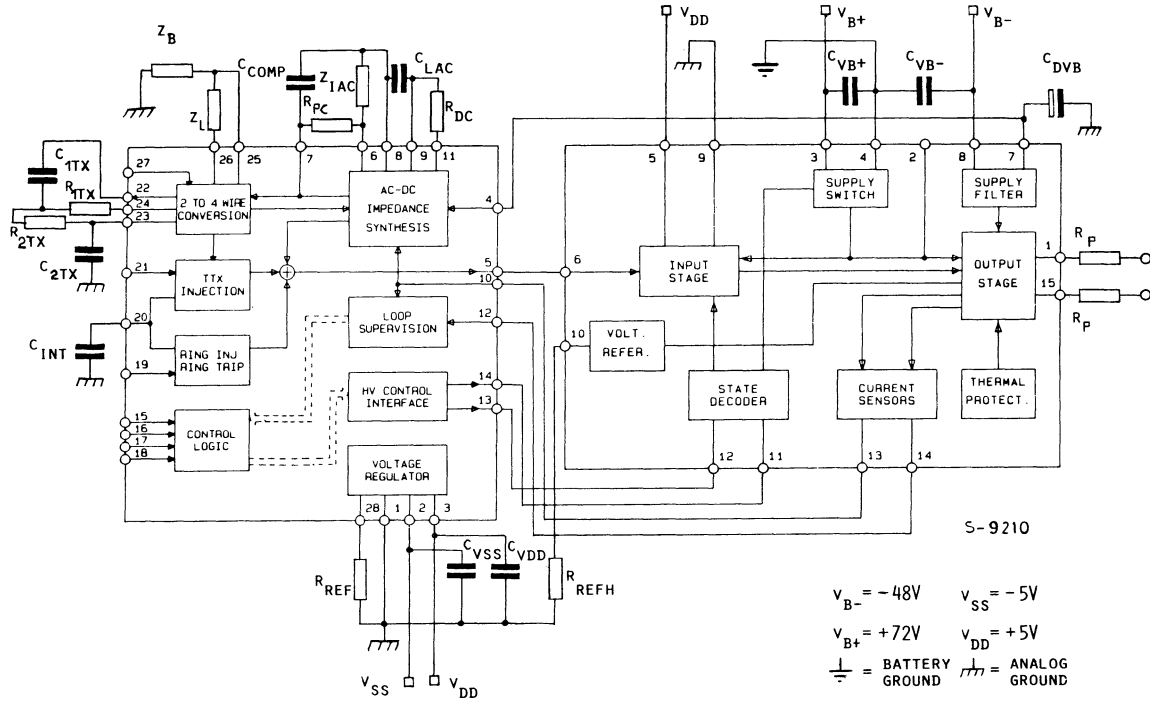 V_DD
V_B+
V_B-
Z_B
C_COMP
Z_IAC
C_LAC
C_VB+
C_VB-
C_DVB
R_PC
R_DC
Z_L
C_1TX
R_1TX
R_2TX
C_2TX
C_INT
27
26
25
7
6
8
9
11
22
24
23
21
20
19
15
16
17
18
4
5
10
12
14
13
28
1
2
3
2 TO 4 WIRE
CONVERSION
AC-DC
IMPEDANCE
SYNTHESIS
TTX
INJECTION
LOOP
SUPERVISION
RING INJ
RING TRIP
HV CONTROL
INTERFACE
CONTROL
LOGIC
VOLTAGE
REGULATOR
5
9
3
4
2
8
7
6
10
1
15
12
11
13
14
SUPPLY
SWITCH
SUPPLY
FILTER
INPUT
STAGE
OUTPUT
STAGE
VOLT.
REFER.
STATE
DECODER
CURRENT
SENSORS
THERMAL
PROTECT.
R_P
R_P
R_REF
C_VSS
C_VDD
R_REFH
V_SS
V_DD
S-9210
V_B- = -48V V_SS = -5V
V_B+ = +72V V_DD = +5V
= BATTERY GROUND
= ANALOG GROUND